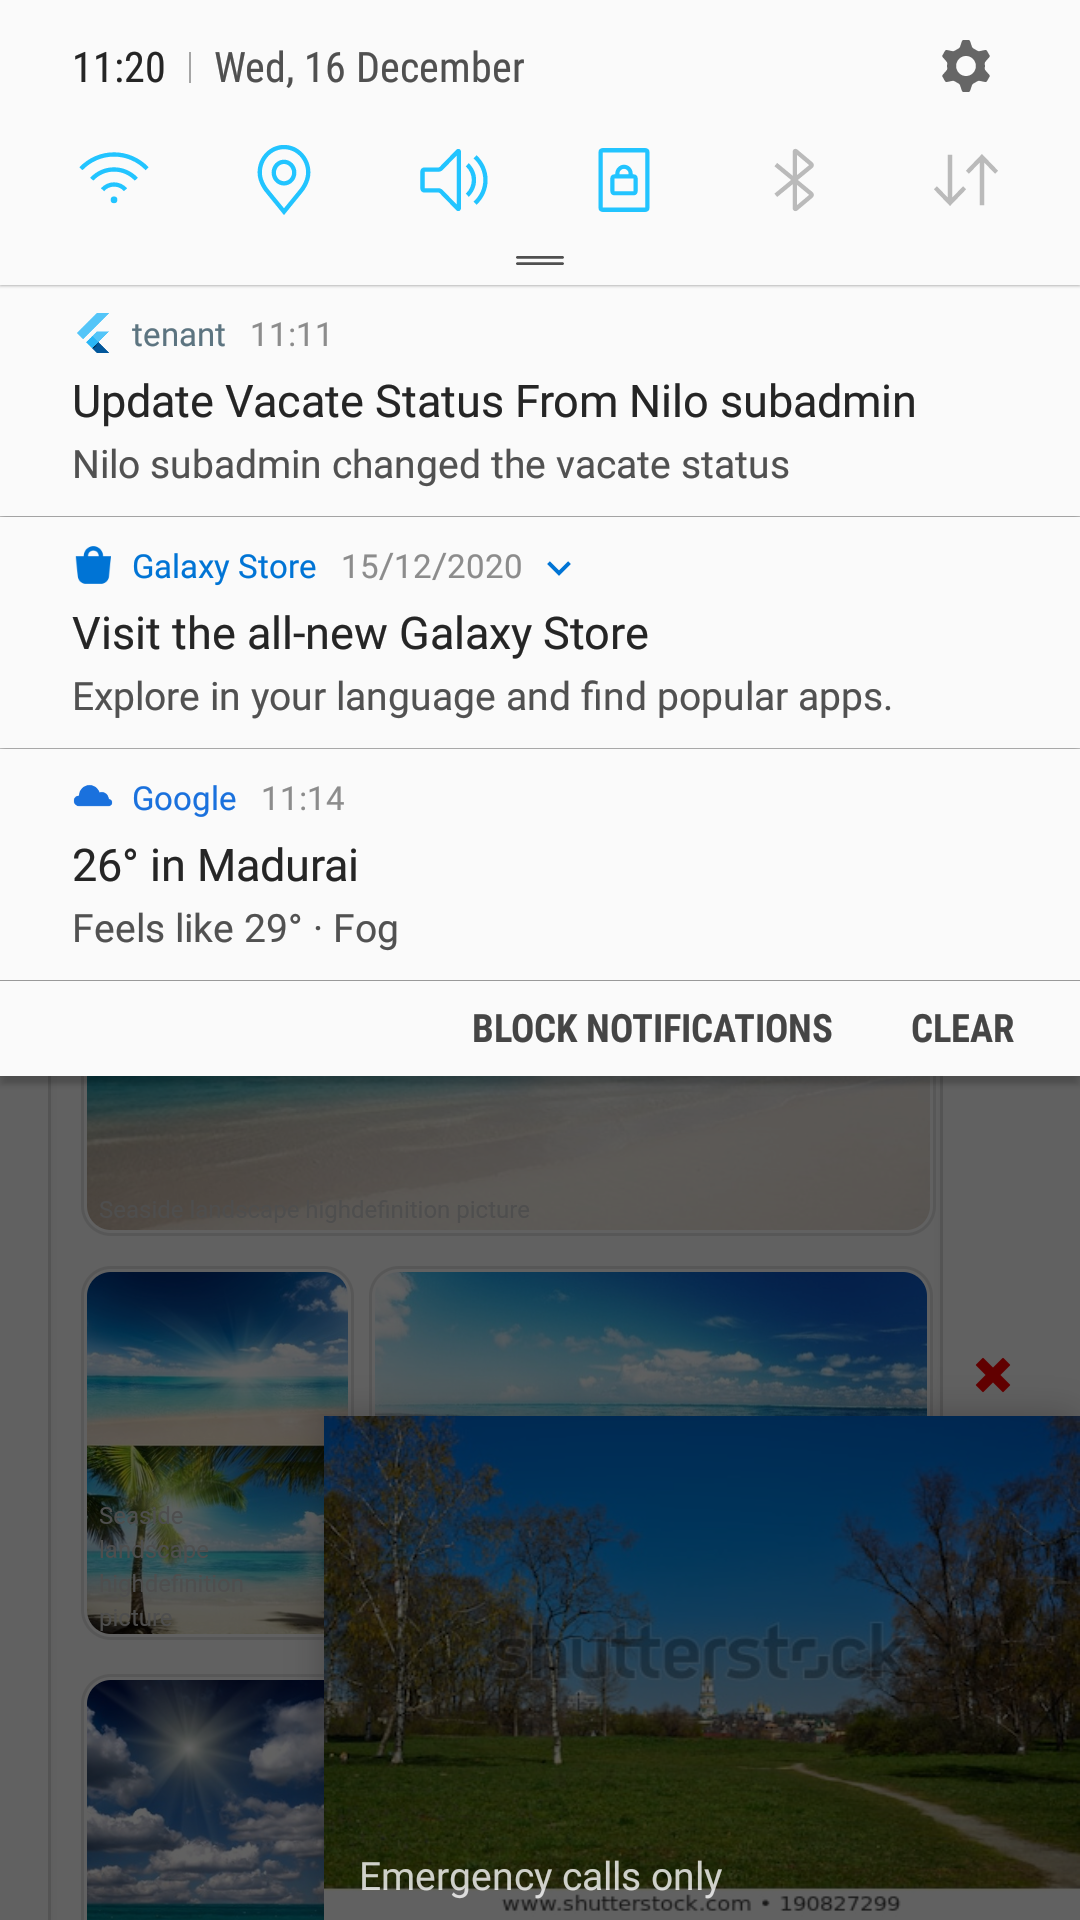 11:20 | Wed, 16 December
tenant 11:11
Update Vacate Status From Nilo subadmin
Nilo subadmin changed the vacate status
Galaxy Store 15/12/2020
Visit the all-new Galaxy Store
Explore in your language and find popular apps.
Google 11:14
26° in Madurai
Feels like 29° · Fog
BLOCK NOTIFICATIONS CLEAR
Seaside landscape highdefinition picture
Seaside
landscape
highdefinition
picture
shutterstock
Emergency calls only
www.shutterstock.com • 190827299